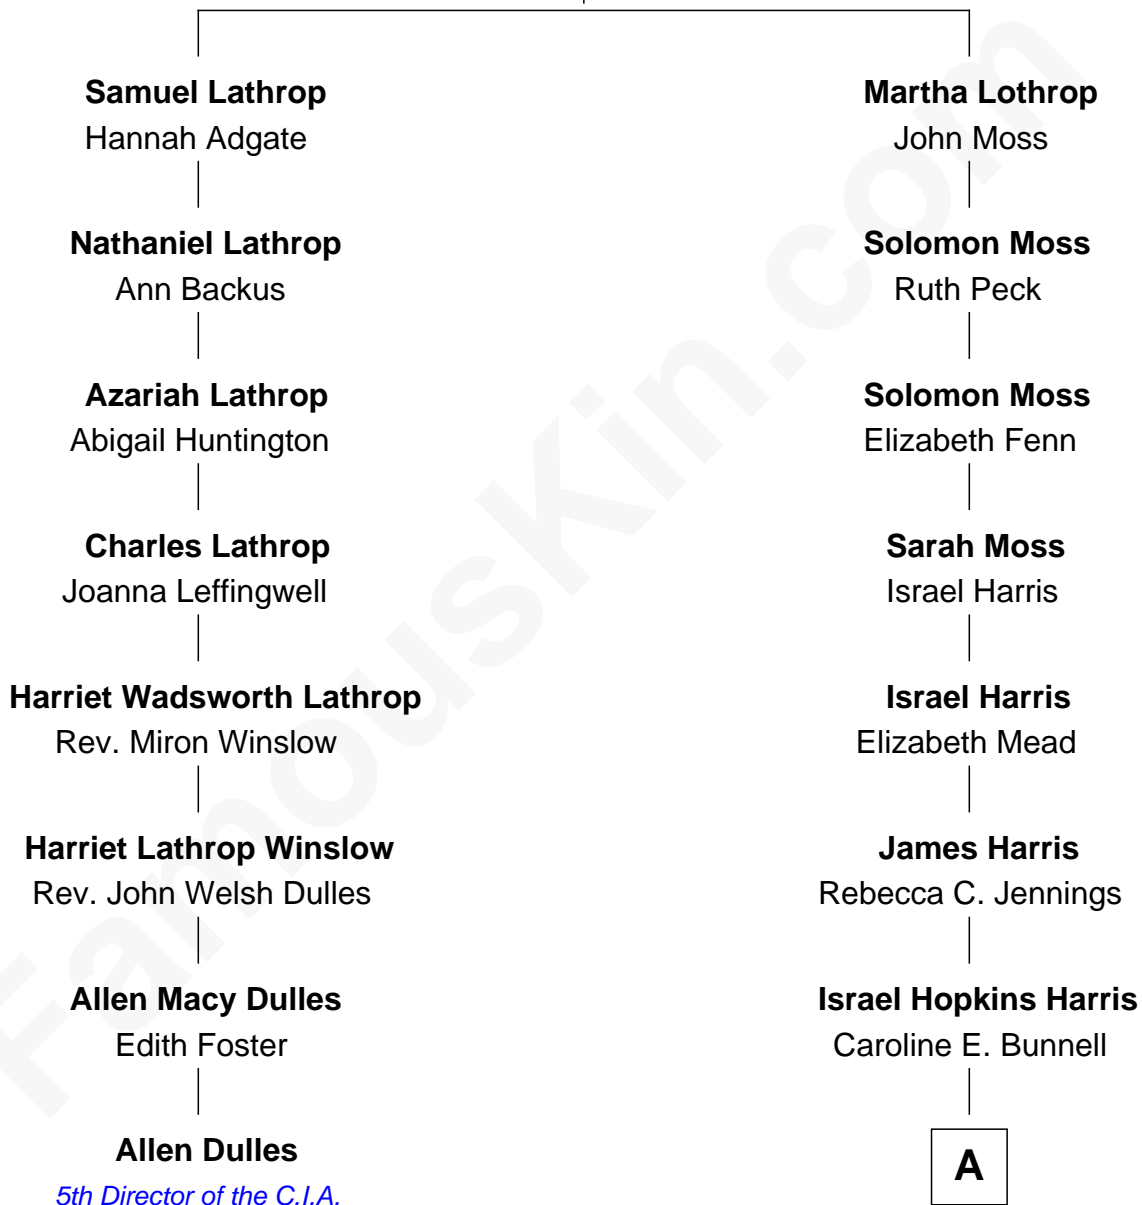 Samuel Lathrop
Hannah Adgate
Nathaniel Lathrop
Ann Backus
Azariah Lathrop
Abigail Huntington
Charles Lathrop
Joanna Leffingwell
Harriet Wadsworth Lathrop
Rev. Miron Winslow
Harriet Lathrop Winslow
Rev. John Welsh Dulles
Allen Macy Dulles
Edith Foster
Allen Dulles
5th Director of the C.I.A.
Martha Lothrop
John Moss
Solomon Moss
Ruth Peck
Solomon Moss
Elizabeth Fenn
Sarah Moss
Israel Harris
Israel Harris
Elizabeth Mead
James Harris
Rebecca C. Jennings
Israel Hopkins Harris
Caroline E. Bunnell
A
FamousKin.com